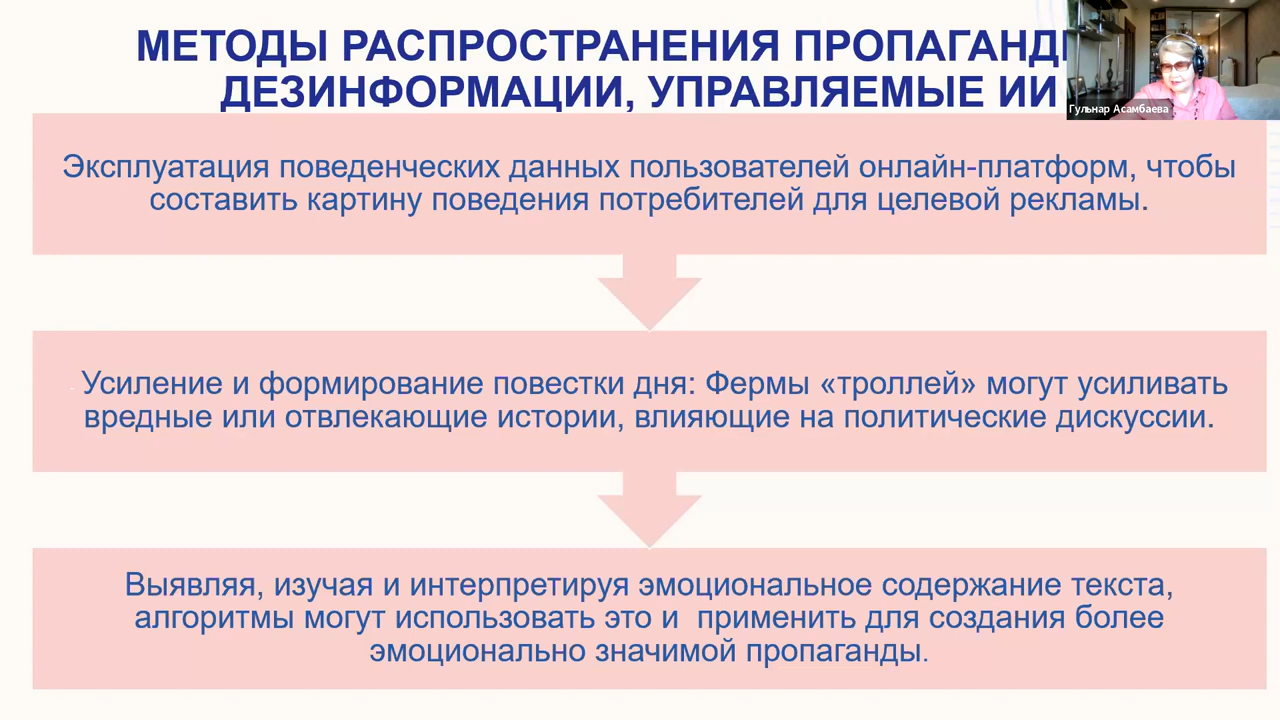 МЕТОДЫ РАСПРОСТРАНЕНИЯ
ДЕЗИНФОРМАЦИИ, УПРАВЛЯЕМЫЕ ИИ
Гульнар Асамбаева
Эксплуатация поведенческих данных пользователей онлайн-платформ, чтобы
составить картину поведения потребителей для целевой рекламы.
Усиление и формирование повестки дня: Фермы «троллей» могут усиливать
вредные или отвлекающие истории, влияющие на политические дискуссии.
Выявляя, изучая и интерпретируя эмоциональное содержание текста,
алгоритмы могут использовать это и применить для создания более
эмоционально значимой пропаганды.